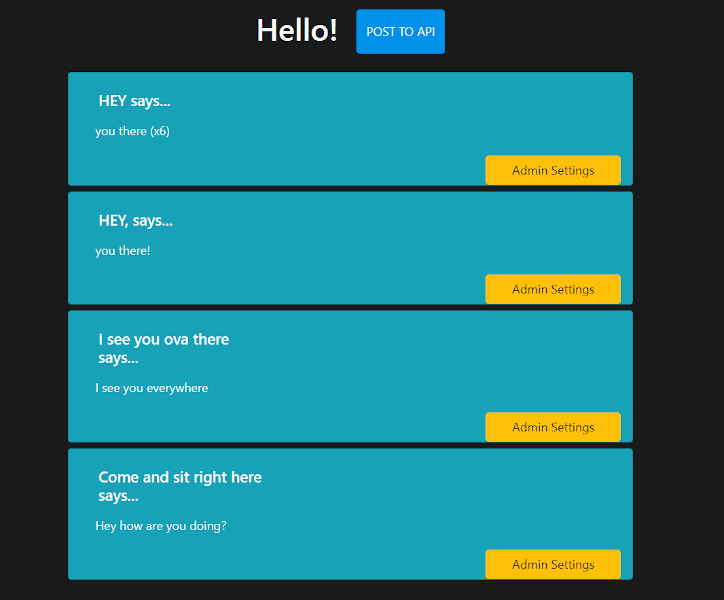 Hello!
POST TO API
HEY says...
you there (x6)
Admin Settings
HEY, says...
you there!
Admin Settings
I see you ova there
says...
I see you everywhere
Admin Settings
Come and sit right here
says...
Hey how are you doing?
Admin Settings